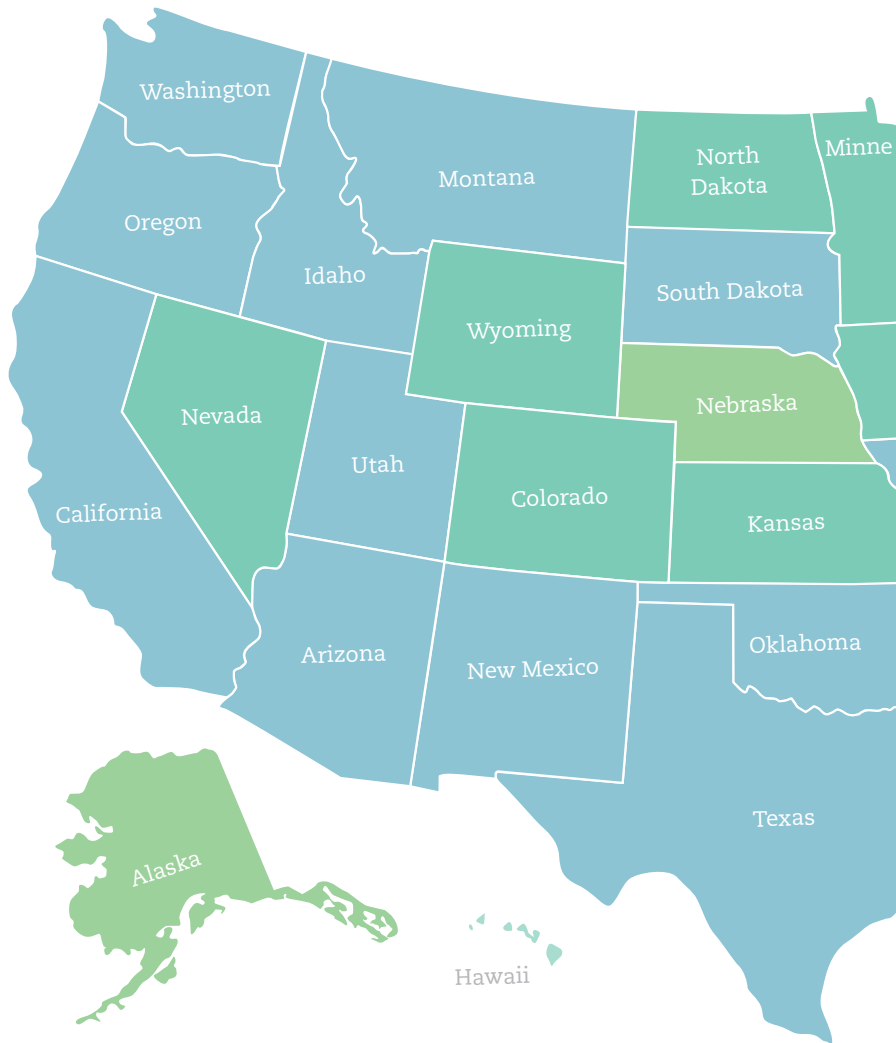 Washington
Minne
North
Dakota
Montana
Oregon
Idaho
South Dakota
Wyoming
Nebraska
Nevada
Utah
Colorado
California
Kansas
Oklahoma
Arizona
New Mexico
Texas
Alaska
Hawaii